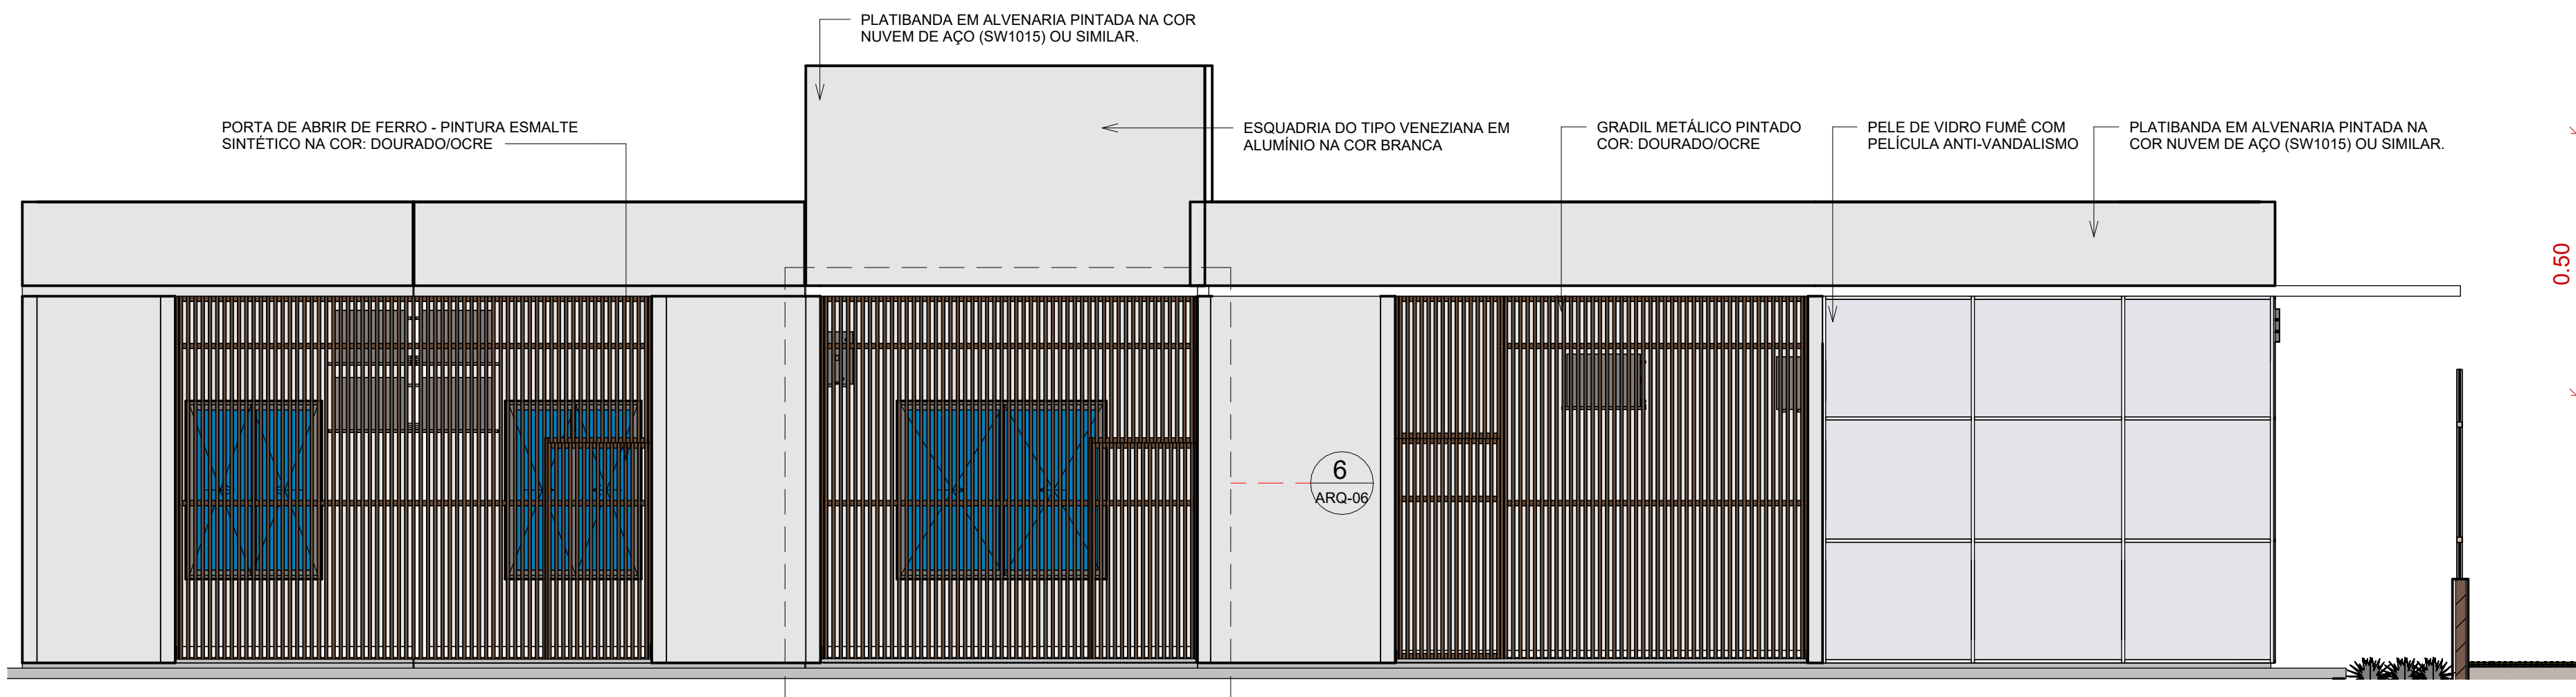 PLATIBANDA EM ALVENARIA PINTADA NA COR
NUVEM DE AÇO (SW1015) OU SIMILAR.
PORTA DE ABRIR DE FERRO - PINTURA ESMALTE
SINTÉTICO NA COR: DOURADO/OCRE
ESQUADRIA DO TIPO VENEZIANA EM
ALUMÍNIO NA COR BRANCA
GRADIL METÁLICO PINTADO
COR: DOURADO/OCRE
PELE DE VIDRO FUMÊ COM
PELÍCULA ANTI-VANDALISMO
PLATIBANDA EM ALVENARIA PINTADA NA
COR NUVEM DE AÇO (SW1015) OU SIMILAR.
0.50
6
ARQ-06